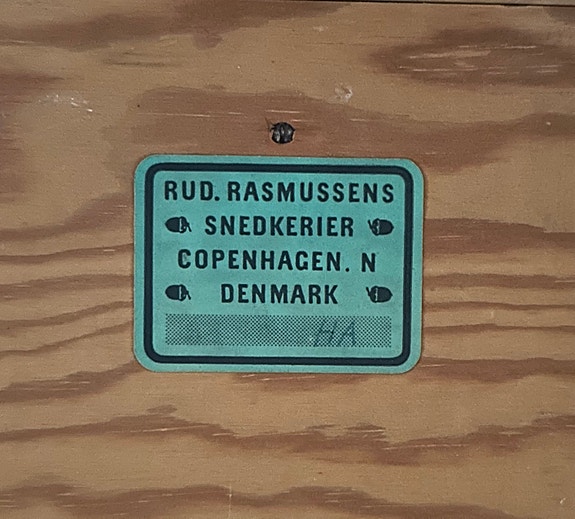 RUD. RASMUSSENS
SNEDKERIER
COPENHAGEN. N
DENMARK
HA